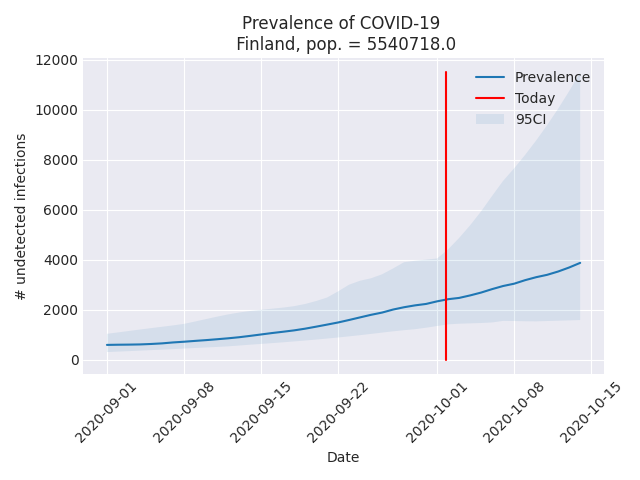 Prevalence of COVID-19
Finland, pop. = 5540718.0
12000
10000
8000
6000
4000
2000
0
# undetected infections
Prevalence
Today
95CI
2020-09-01
2020-09-08
2020-09-15
2020-09-22
2020-10-01
2020-10-08
2020-10-15
Date